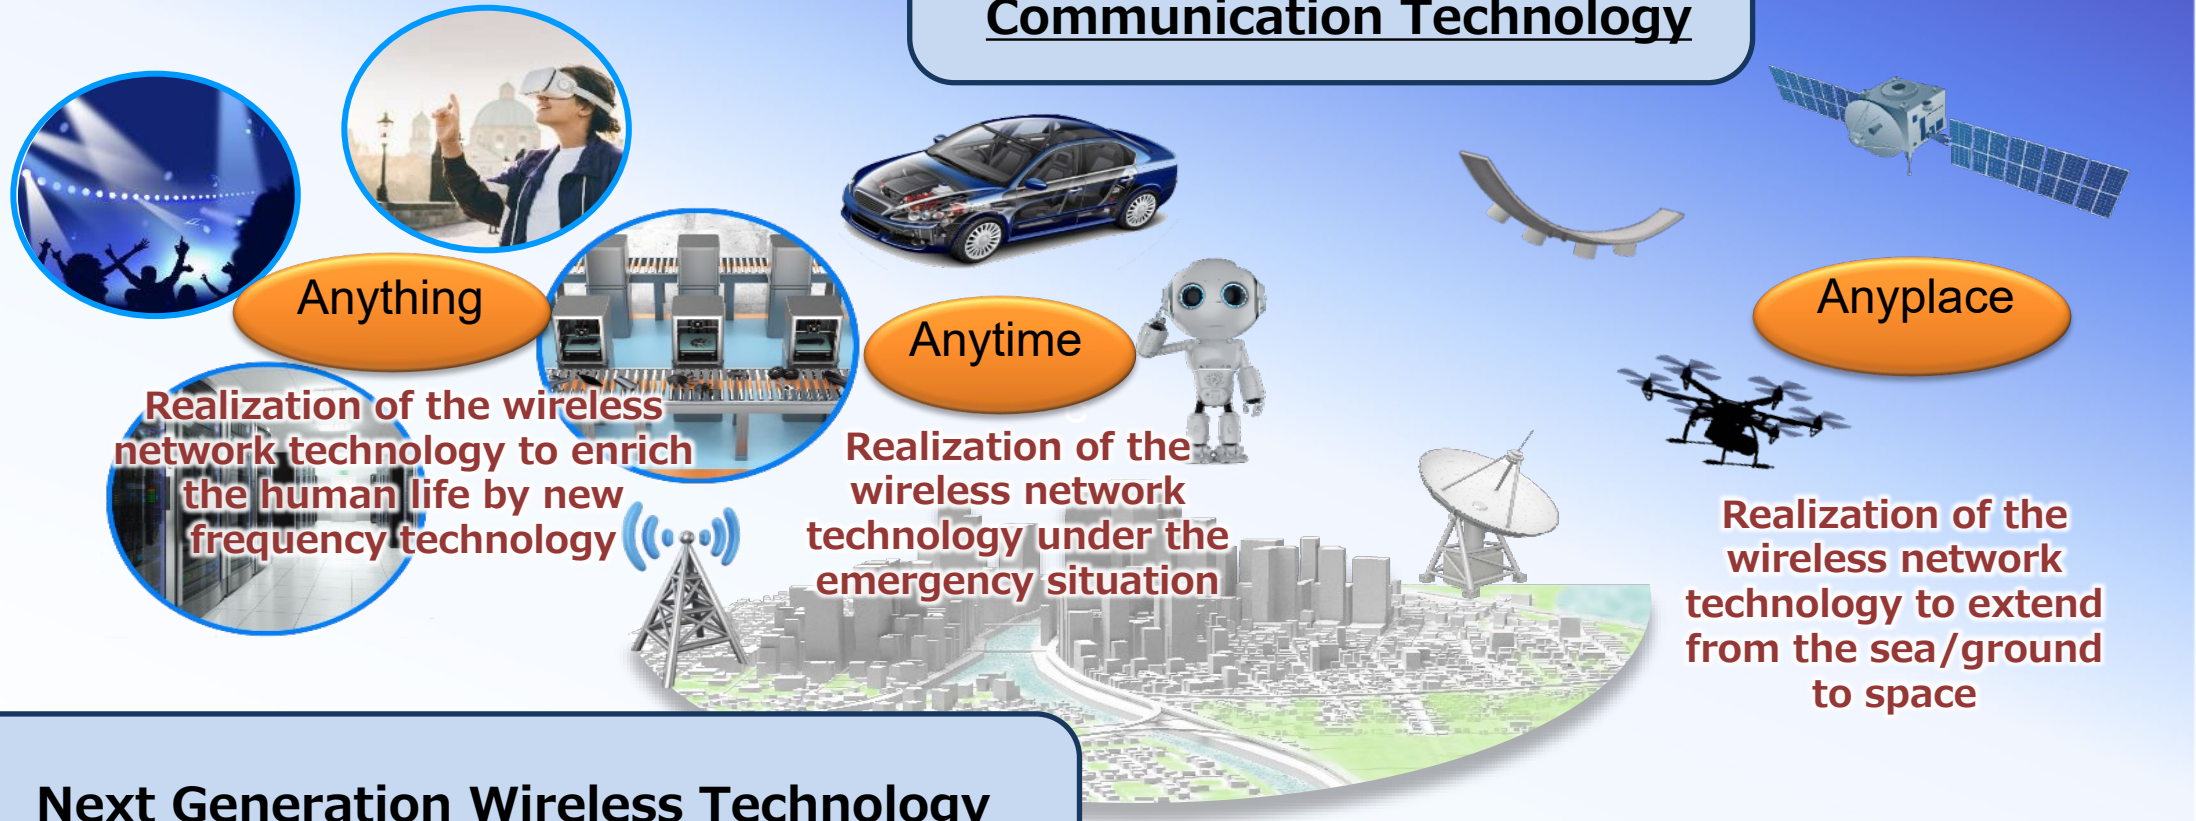 Communication Technology
Anything
Realization of the wireless
network technology to enrich
the human life by new
frequency technology
Anytime
Realization of the
wireless network
technology under the
emergency situation
Anyplace
Realization of the
wireless network
technology to extend
from the sea/ground
to space
Next Generation Wireless Technology